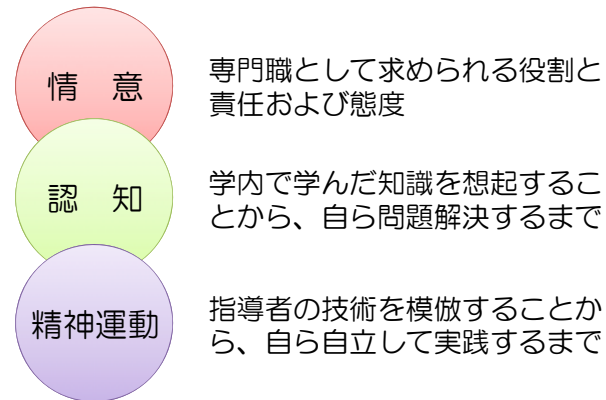 情　意
専門職として求められる役割と
責任および態度
認　知
学内で学んだ知識を想起するこ
とから、自ら問題解決するまで
精神運動
指導者の技術を模倣することか
ら、自ら自立して実践するまで